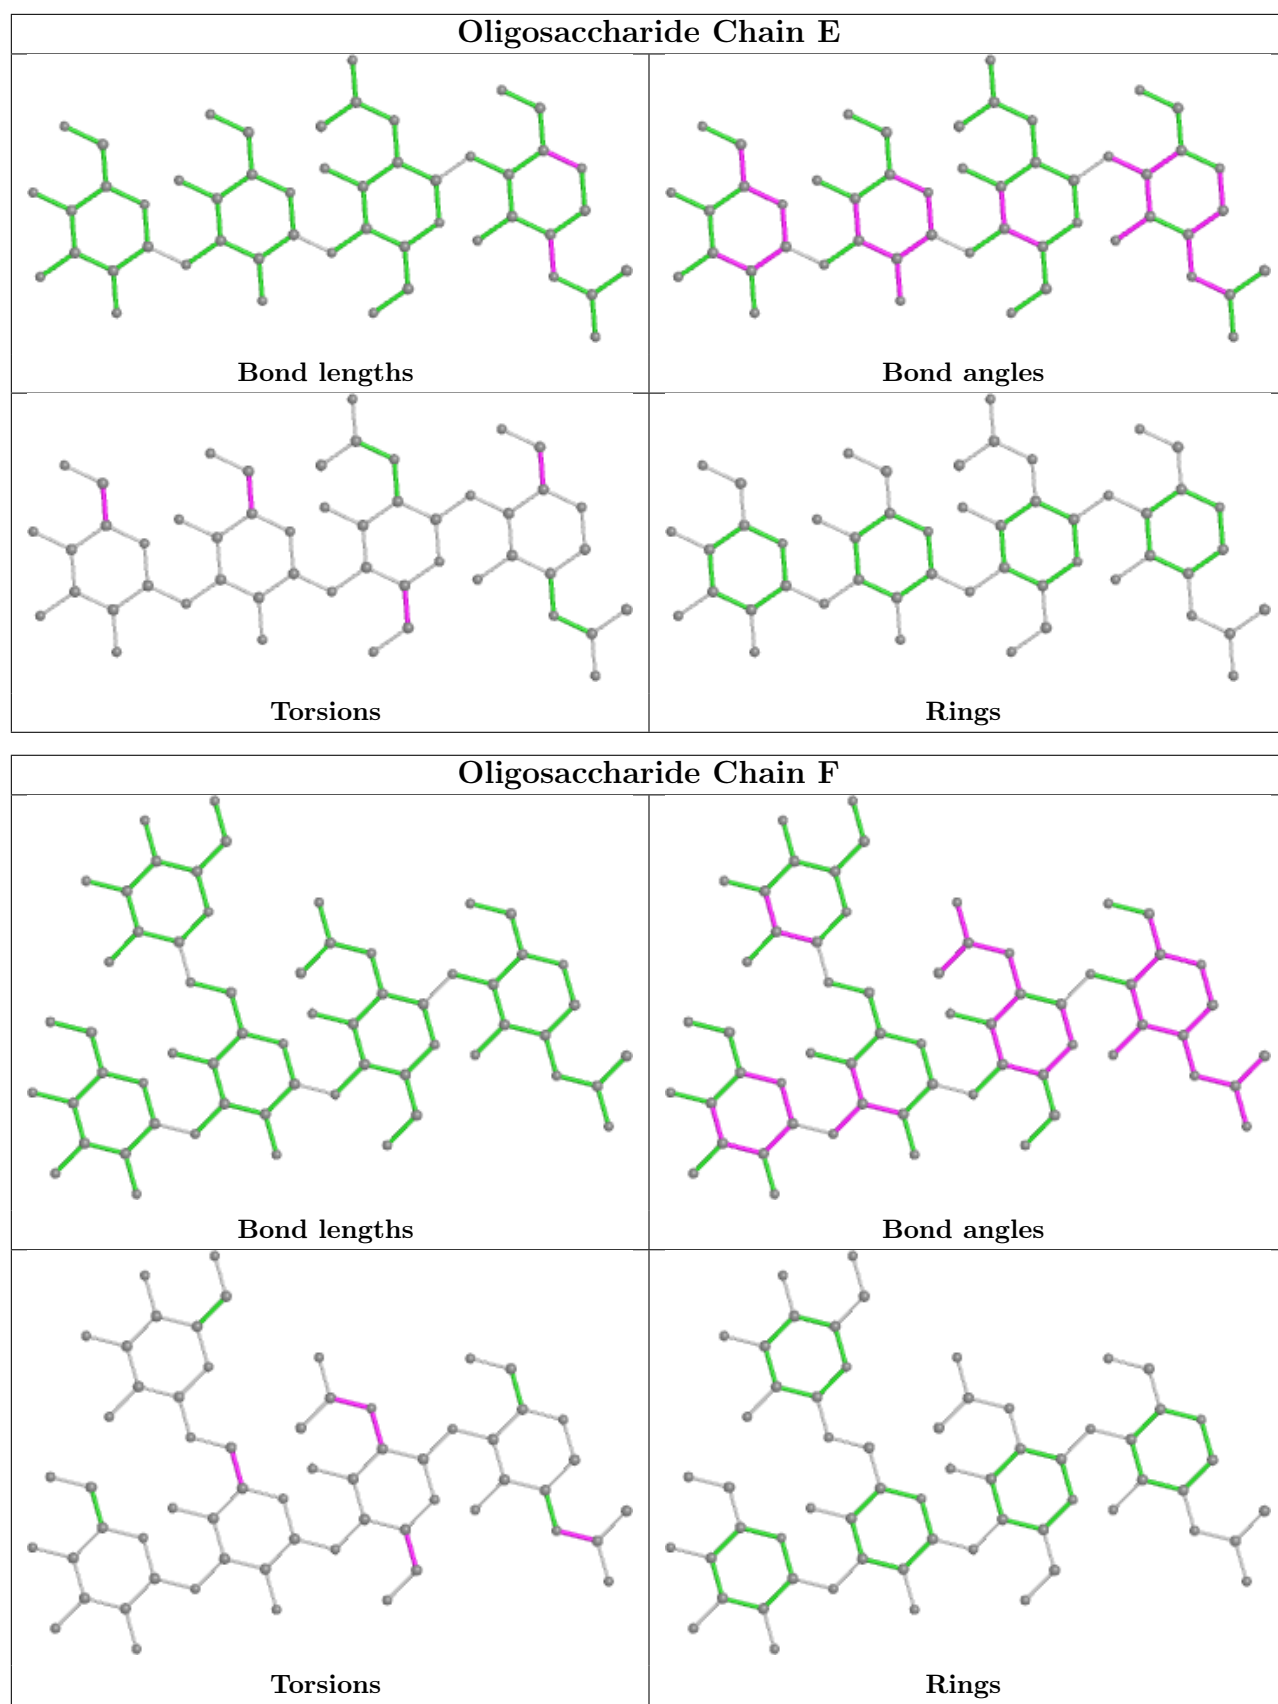 Oligosaccharide Chain E
Bond lengths
Bond angles
Torsions
Rings
Oligosaccharide Chain F
Bond lengths
Bond angles
Torsions
Rings